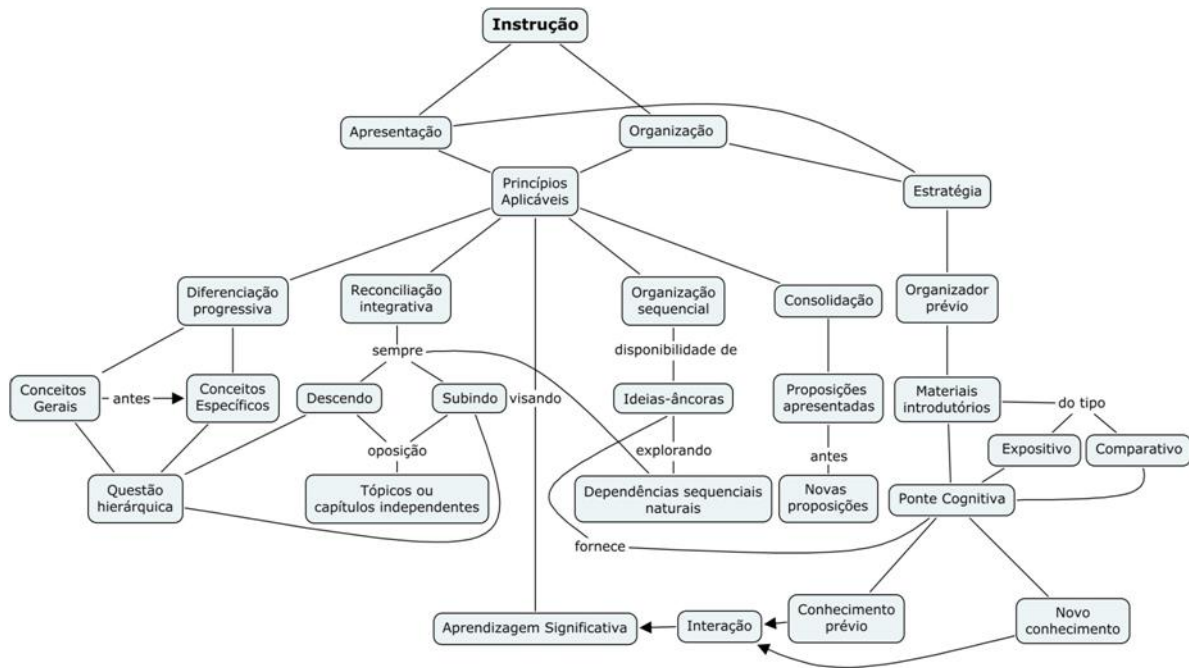 Instrução
Apresentação
Organização
Princípios
Aplicáveis
Estratégia
Diferenciação
progressiva
Reconciliação
integrativa
Organização
sequencial
Consolidação
Organizador
prévio
sempre
disponibilidade de
Conceitos
Gerais
antes
Conceitos
Específicos
Descendo
Subindo
visando
Ideias-âncoras
Proposições
apresentadas
Materiais
introdutórios
do tipo
oposição
explorando
antes
Expositivo
Comparativo
Questão
hierárquica
Tópicos ou
capítulos independentes
Dependências sequenciais
naturais
Novas
proposições
Ponte Cognitiva
fornece
Aprendizagem Significativa
Interação
Conhecimento
prévio
Novo
conhecimento